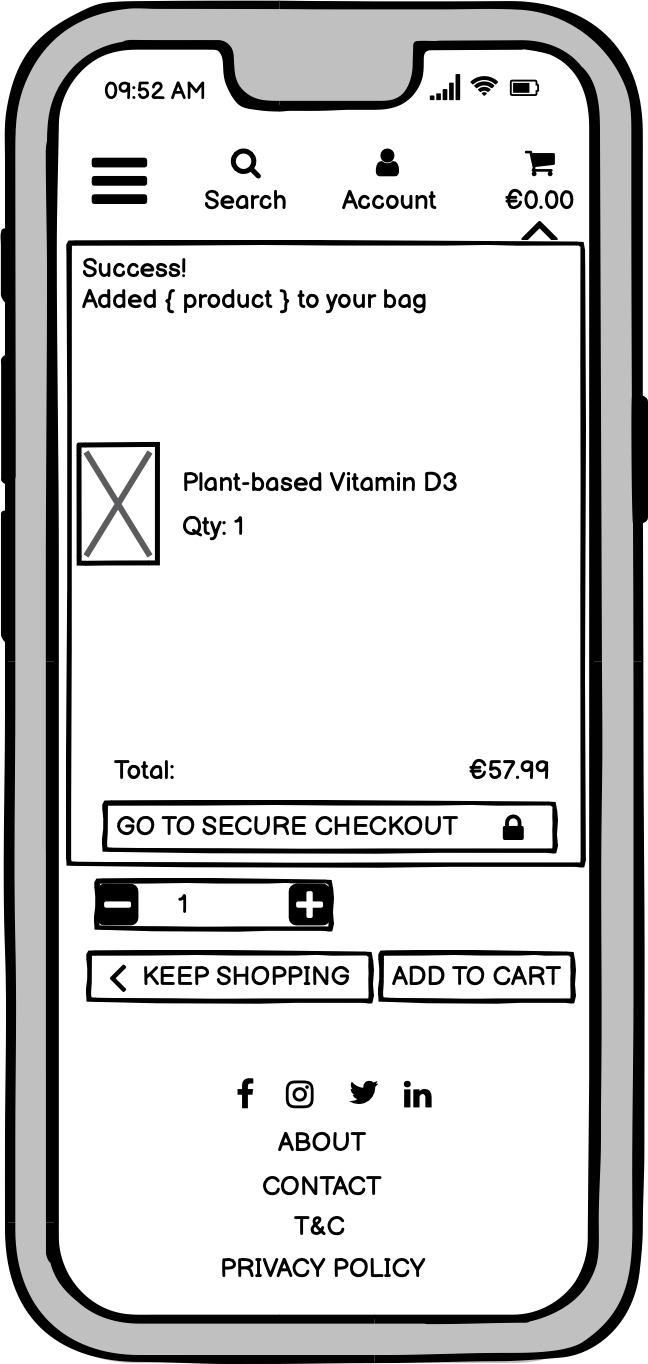 09:52 AM
Search Account €0.00
Success!
Added { product } to your bag
Plant-based Vitamin D3
Qty: 1
Total: €57.99
GO TO SECURE CHECKOUT
1
KEEP SHOPPING ADD TO CART
ABOUT
CONTACT
T&C
PRIVACY POLICY